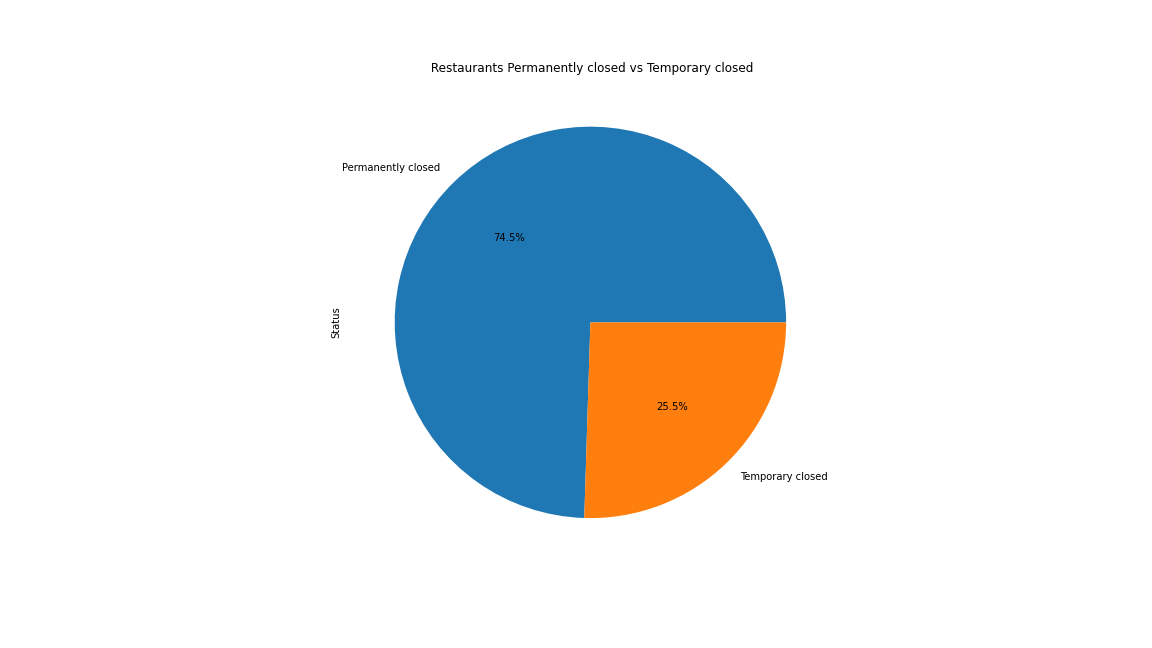 Restaurants Permanently closed vs Temporary closed
Permanently closed
74.5%
Status
25.5%
Temporary closed